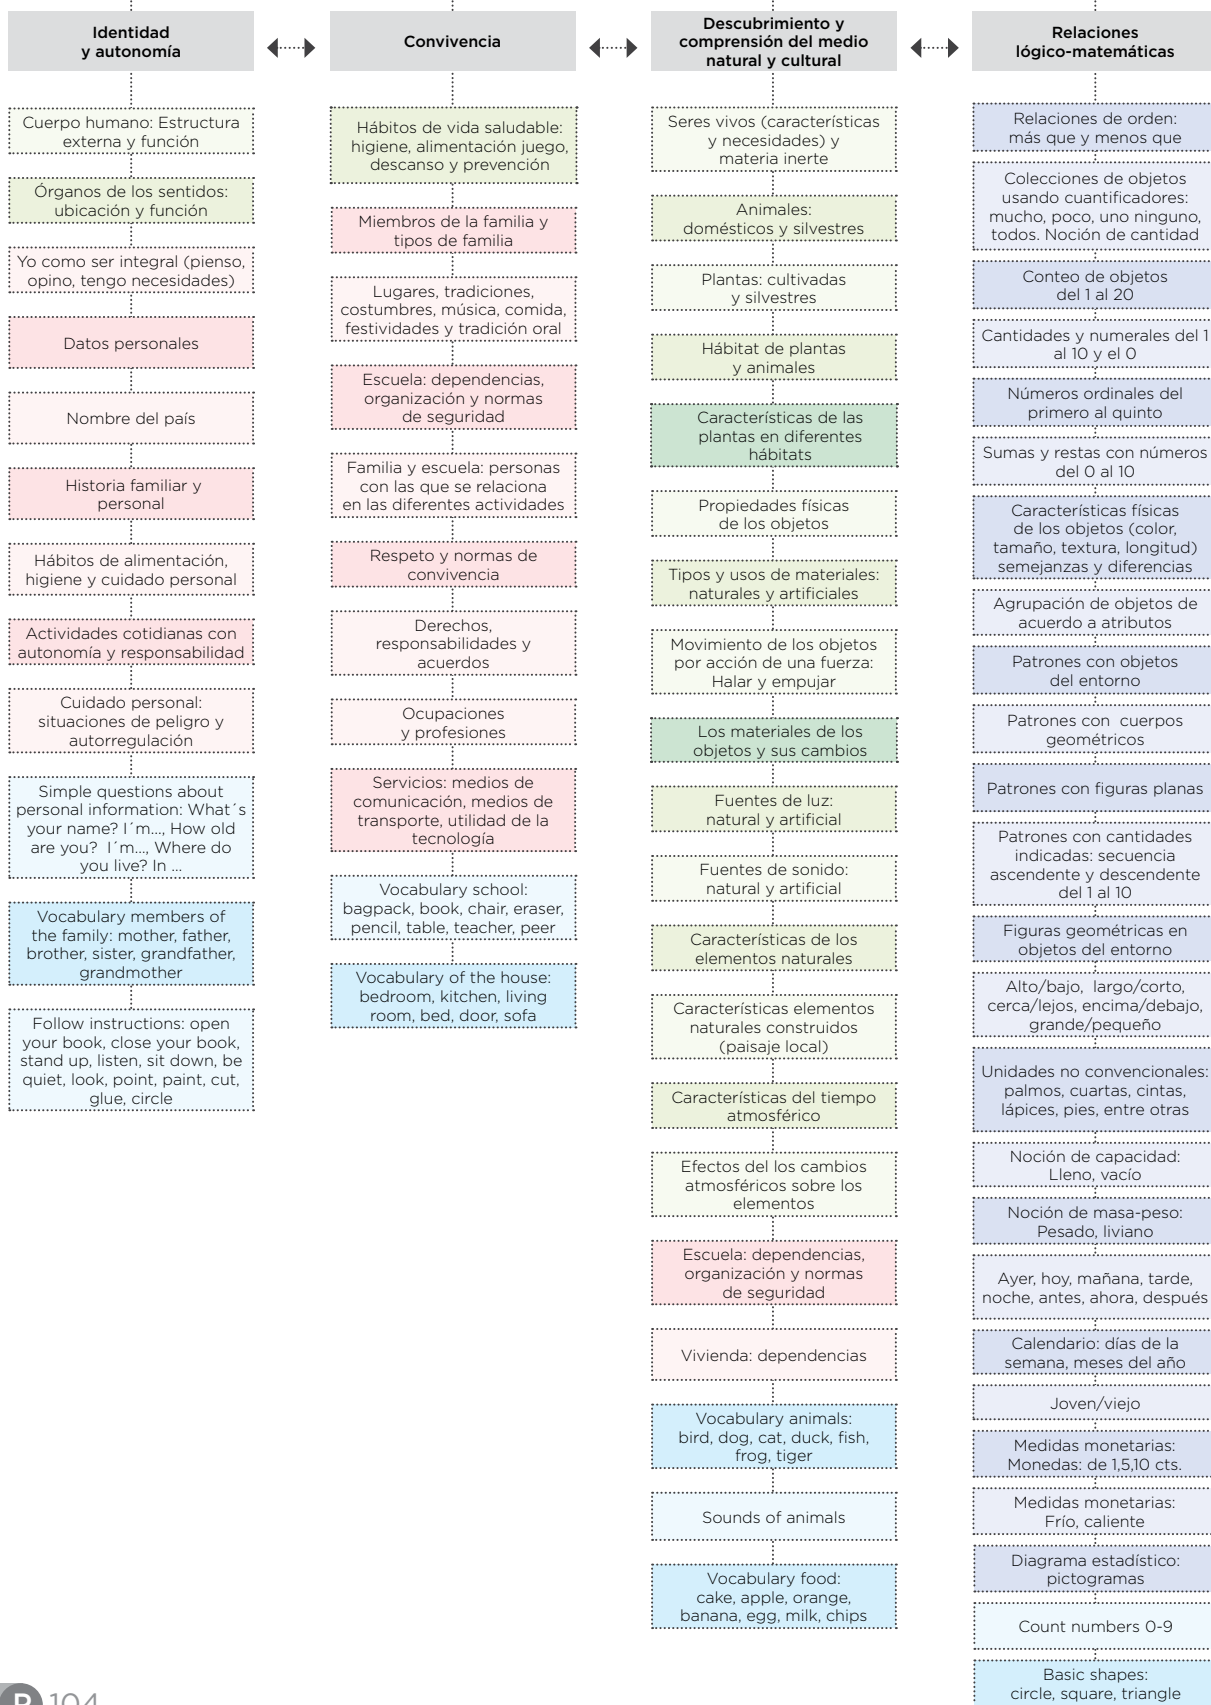 Identidad
y autonomía
Cuerpo humano: Estructura
externa y función
Órganos de los sentidos:
ubicación y función
Yo como ser integral (pienso,
opino, tengo necesidades)
Datos personales
Nombre del país
Historia familiar y
personal
Hábitos de alimentación,
higiene y cuidado personal
Actividades cotidianas con
autonomía y responsabilidad
Cuidado personal:
situaciones de peligro y
autorregulación
Simple questions about
personal information: What´s
your name? I´m..., How old
are you?  I´m..., Where do
you live? In ...
Vocabulary members of
the family: mother, father,
brother, sister, grandfather,
grandmother
Follow instructions: open
your book, close your book,
stand up, listen, sit down, be
quiet, look, point, paint, cut,
glue, circle
Convivencia
Hábitos de vida saludable:
higiene, alimentación juego,
descanso y prevención
Miembros de la familia y
tipos de familia
Lugares, tradiciones,
costumbres, música, comida,
festividades y tradición oral
Escuela: dependencias,
organización y normas
de seguridad
Familia y escuela: personas
con las que se relaciona
en las diferentes actividades
Respeto y normas de
convivencia
Derechos,
responsabilidades y
acuerdos
Ocupaciones
y profesiones
Servicios: medios de
comunicación, medios de
transporte, utilidad de la
tecnología
Vocabulary school:
bagpack, book, chair, eraser,
pencil, table, teacher, peer
Vocabulary of the house:
bedroom, kitchen, living
room, bed, door, sofa
Descubrimiento y
comprensión del medio
natural y cultural
Seres vivos (características
y necesidades) y
materia inerte
Animales:
domésticos y silvestres
Plantas: cultivadas
y silvestres
Hábitat de plantas
y animales
Características de las
plantas en diferentes
hábitats
Propiedades físicas
de los objetos
Tipos y usos de materiales:
naturales y artificiales
Movimiento de los objetos
por acción de una fuerza:
Halar y empujar
Los materiales de los
objetos y sus cambios
Fuentes de luz:
natural y artificial
Fuentes de sonido:
natural y artificial
Características de los
elementos naturales
Características elementos
naturales construidos
(paisaje local)
Características del tiempo
atmosférico
Efectos del los cambios
atmosféricos sobre los
elementos
Escuela: dependencias,
organización y normas
de seguridad
Vivienda: dependencias
Vocabulary animals:
bird, dog, cat, duck, fish,
frog, tiger
Sounds of animals
Vocabulary food:
cake, apple, orange,
banana, egg, milk, chips
Relaciones
lógico-matemáticas
Relaciones de orden:
más que y menos que
Colecciones de objetos
usando cuantificadores:
mucho, poco, uno ninguno,
todos. Noción de cantidad
Conteo de objetos
del 1 al 20
Cantidades y numerales del 1
al 10 y el 0
Números ordinales del
primero al quinto
Sumas y restas con números
del 0 al 10
Características físicas
de los objetos (color,
tamaño, textura, longitud)
semejanzas y diferencias
Agrupación de objetos de
acuerdo a atributos
Patrones con objetos
del entorno
Patrones con  cuerpos
geométricos
Patrones con figuras planas
Patrones con cantidades
indicadas: secuencia
ascendente y descendente
del 1 al 10
Figuras geométricas en
objetos del entorno
Alto/bajo,  largo/corto,
cerca/lejos, encima/debajo,
grande/pequeño
Unidades no convencionales:
palmos, cuartas, cintas,
lápices, pies, entre otras
Noción de capacidad:
Lleno, vacío
Noción de masa-peso:
Pesado, liviano
Ayer, hoy, mañana, tarde,
noche, antes, ahora, después
Calendario: días de la
semana, meses del año
Joven/viejo
Medidas monetarias:
Monedas: de 1,5,10 cts.
Medidas monetarias:
Frío, caliente
Diagrama estadístico:
pictogramas
Count numbers 0-9
Basic shapes:
circle, square, triangle
P 104